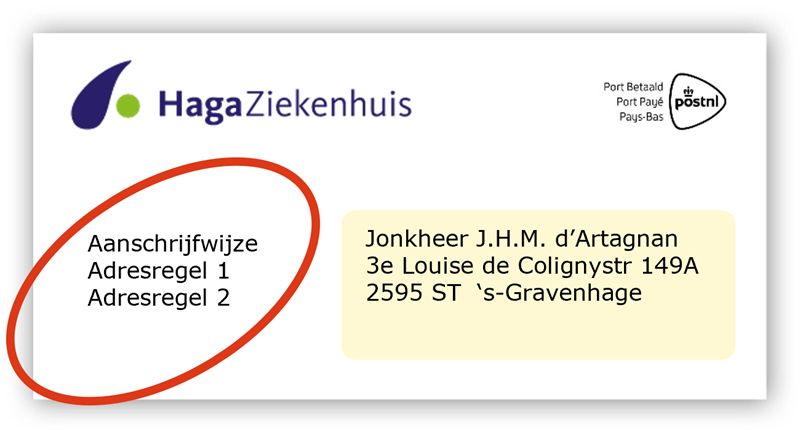 HagaZiekenhuis
Port Betaald
Port Payé
Pays-Bas
postnl
Aanschrijfwijze
Adresregel 1
Adresregel 2
Jonkheer J.H.M. d’Artagnan
3e Louise de Colignystr 149A
2595 ST ‘s-Gravenhage